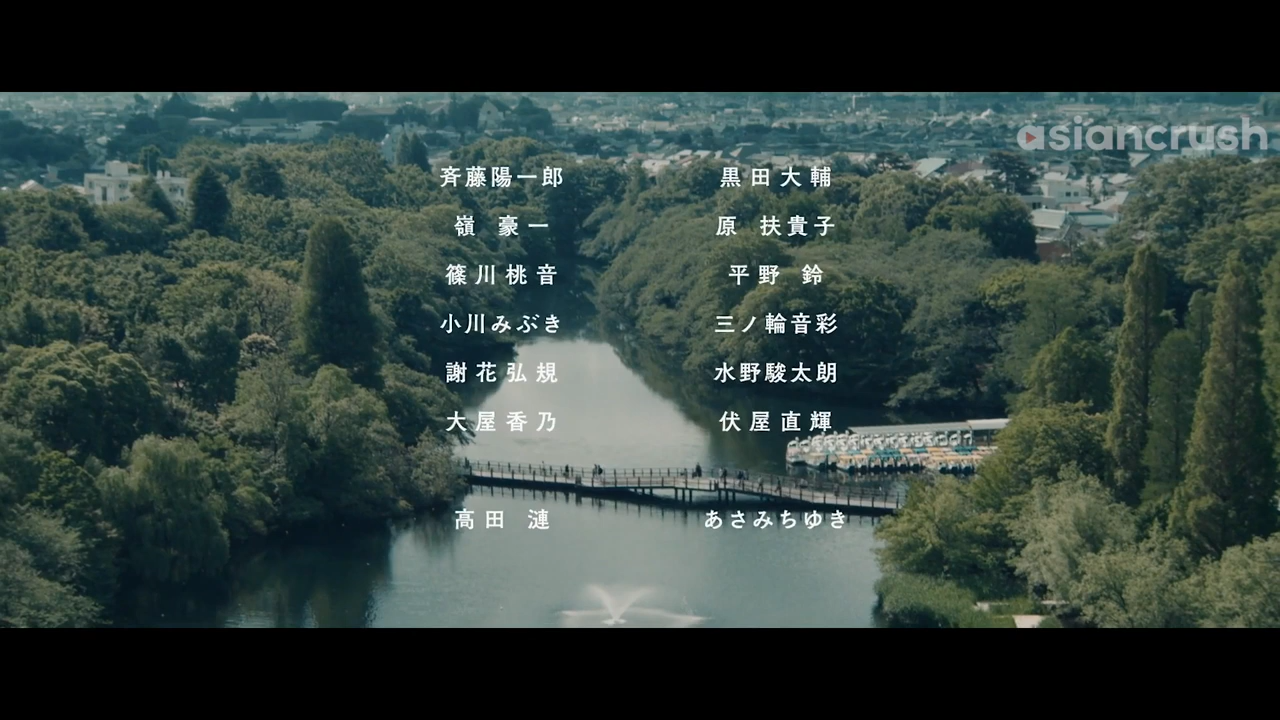 asiancrush
斉藤陽一郎 黒田大輔
嶺 豪一 原 扶貴子
篠川桃音 平野 鈴
小川みぶき 三ノ輪音彩
謝花弘規 水野駿太朗
大屋香乃 伏屋直輝
高田 漣 あさみちゆき